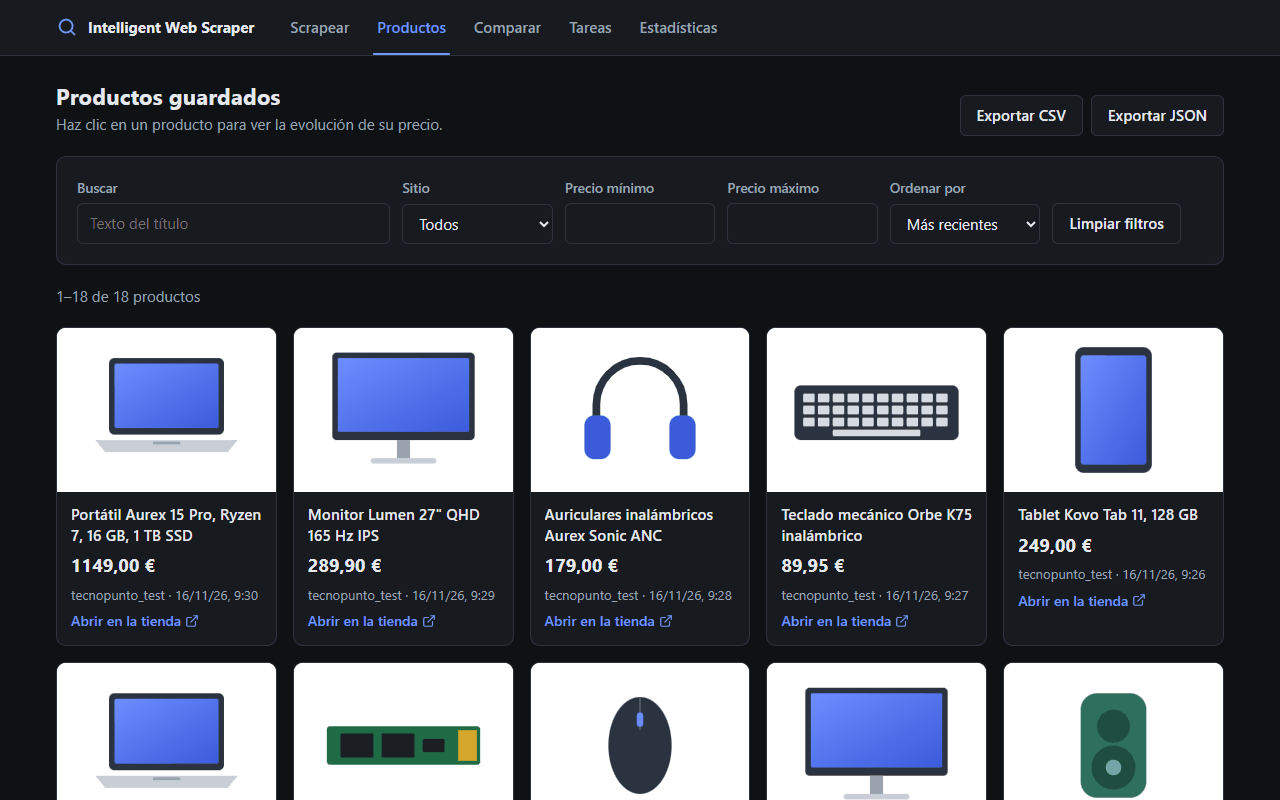 Intelligent Web Scraper
Scrapear
Productos
Comparar
Tareas
Estadísticas
Productos guardados
Haz clic en un producto para ver la evolución de su precio.
Exportar CSV
Exportar JSON
Buscar
Sitio
Precio mínimo
Precio máximo
Ordenar por
Texto del título
Todos
Más recientes
Limpiar filtros
1–18 de 18 productos
Portátil Aurex 15 Pro, Ryzen
7, 16 GB, 1 TB SSD
1149,00 €
tecnopunto_test · 16/11/26, 9:30
Abrir en la tienda
Monitor Lumen 27" QHD
165 Hz IPS
289,90 €
tecnopunto_test · 16/11/26, 9:29
Abrir en la tienda
Auriculares inalámbricos
Aurex Sonic ANC
179,00 €
tecnopunto_test · 16/11/26, 9:28
Abrir en la tienda
Teclado mecánico Orbe K75
inalámbrico
89,95 €
tecnopunto_test · 16/11/26, 9:27
Abrir en la tienda
Tablet Kovo Tab 11, 128 GB
249,00 €
tecnopunto_test · 16/11/26, 9:26
Abrir en la tienda